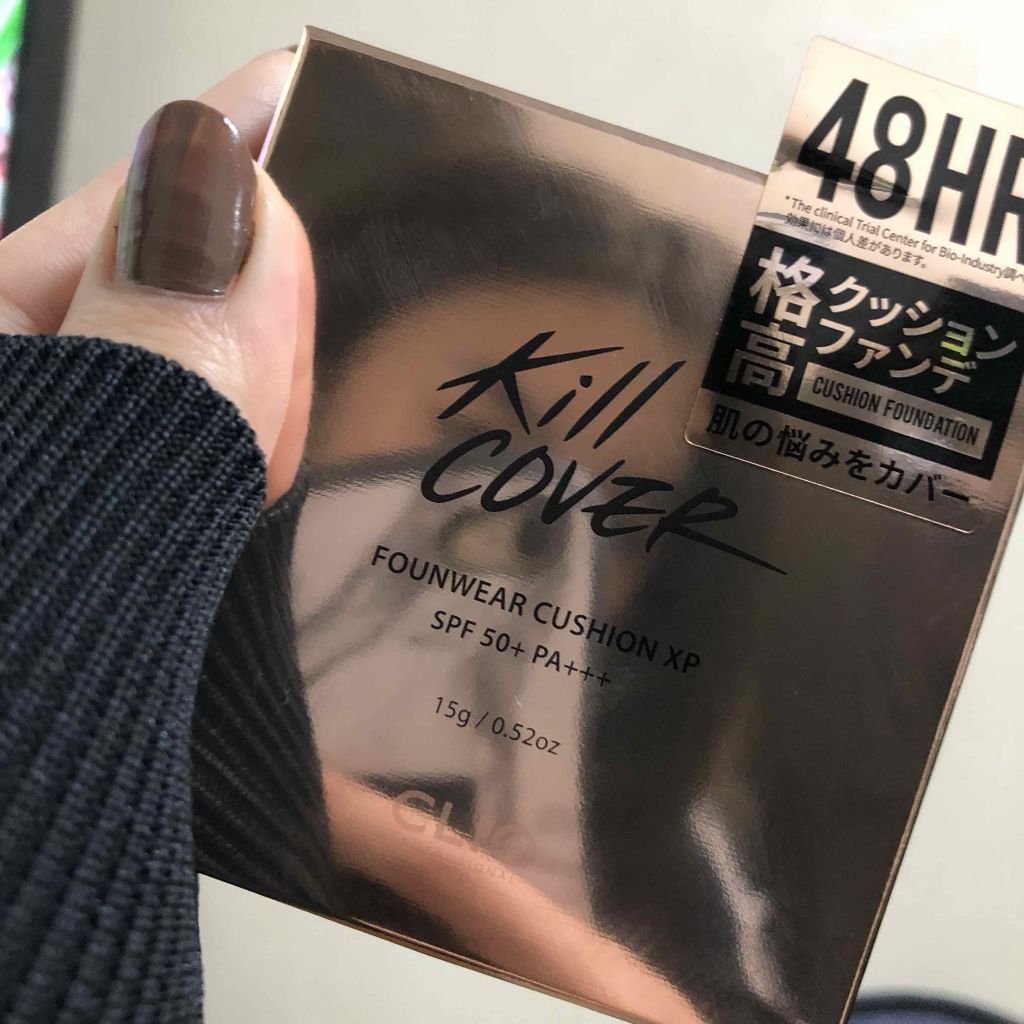 48HR
*The clinical Trial Center for Bio-Industry調べ
効果には個人差があります。
格高
クッション
ファンデ
CUSHION FOUNDATION
肌の悩みをカバー
Kill
COVER
FOUNWEAR CUSHION XP
SPF 50+ PA+++
15g / 0.52oz
CLIO